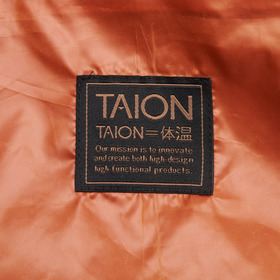 TAION
TAION=体温
Our mission is to innovate
and create both high-design
high-functional products.